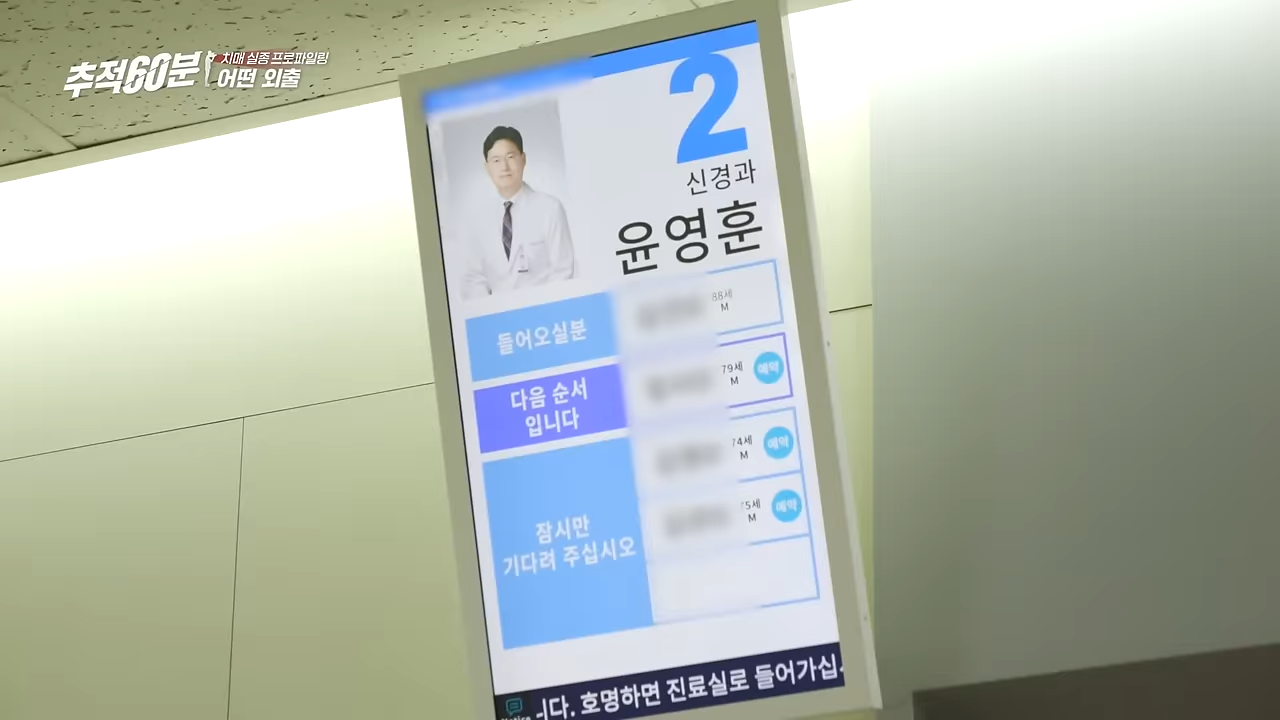 추적60분
치매 실종 프로파일링
어떤 외출
2
신경과
윤영훈
들어오실분
88세
M
다음 순서
입니다
79세
M
예약
잠시만
기다려 주십시오
74세
M
예약
75세
M
예약
니다. 호명하면 진료실로 들어가십